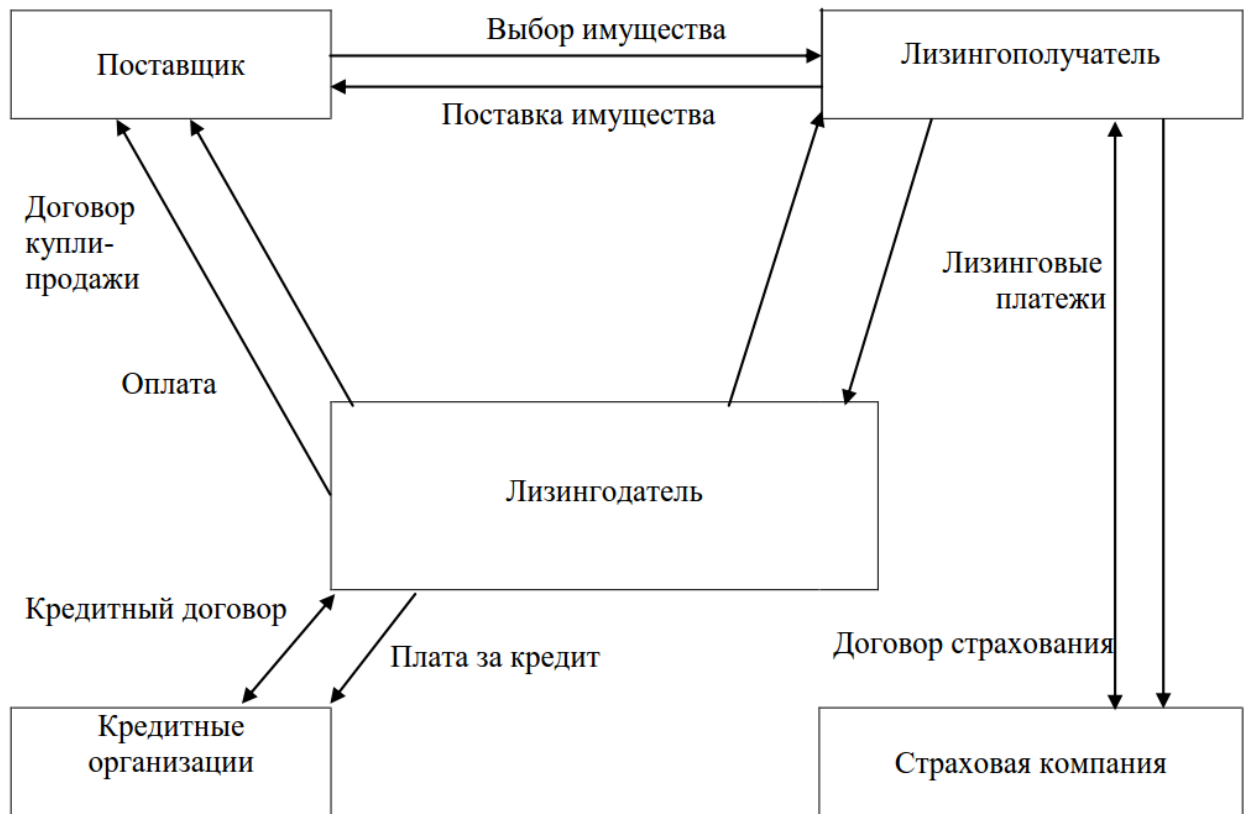 Поставщик
Выбор имущества
Лизингополучатель
Поставка имущества
Договор
купли-
продажи
Лизинговые
платежи
Оплата
Лизингодатель
Кредитный договор
Плата за кредит
Договор страхования
Кредитные
организации
Страховая компания